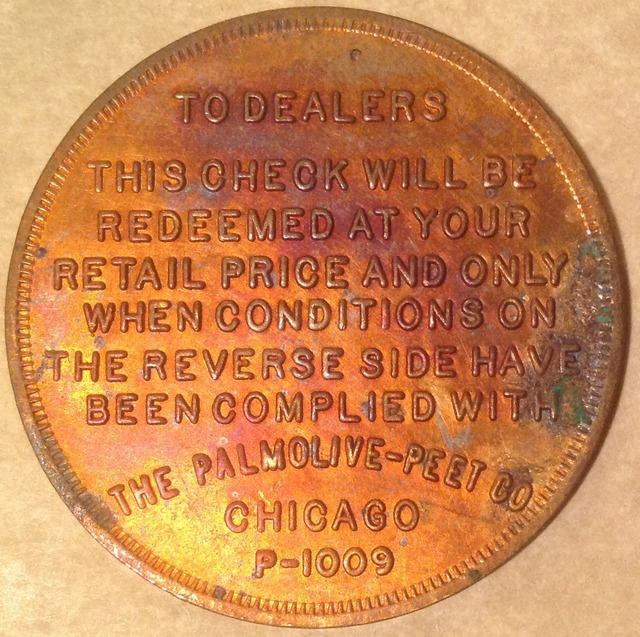 TO DEALERS
THIS CHECK WILL BE
REDEEMED AT YOUR
RETAIL PRICE AND ONLY
WHEN CONDITIONS ON
THE REVERSE SIDE HAVE
BEEN COMPLIED WITH
THE PALMOLIVE-PEET CO
CHICAGO
P-1009